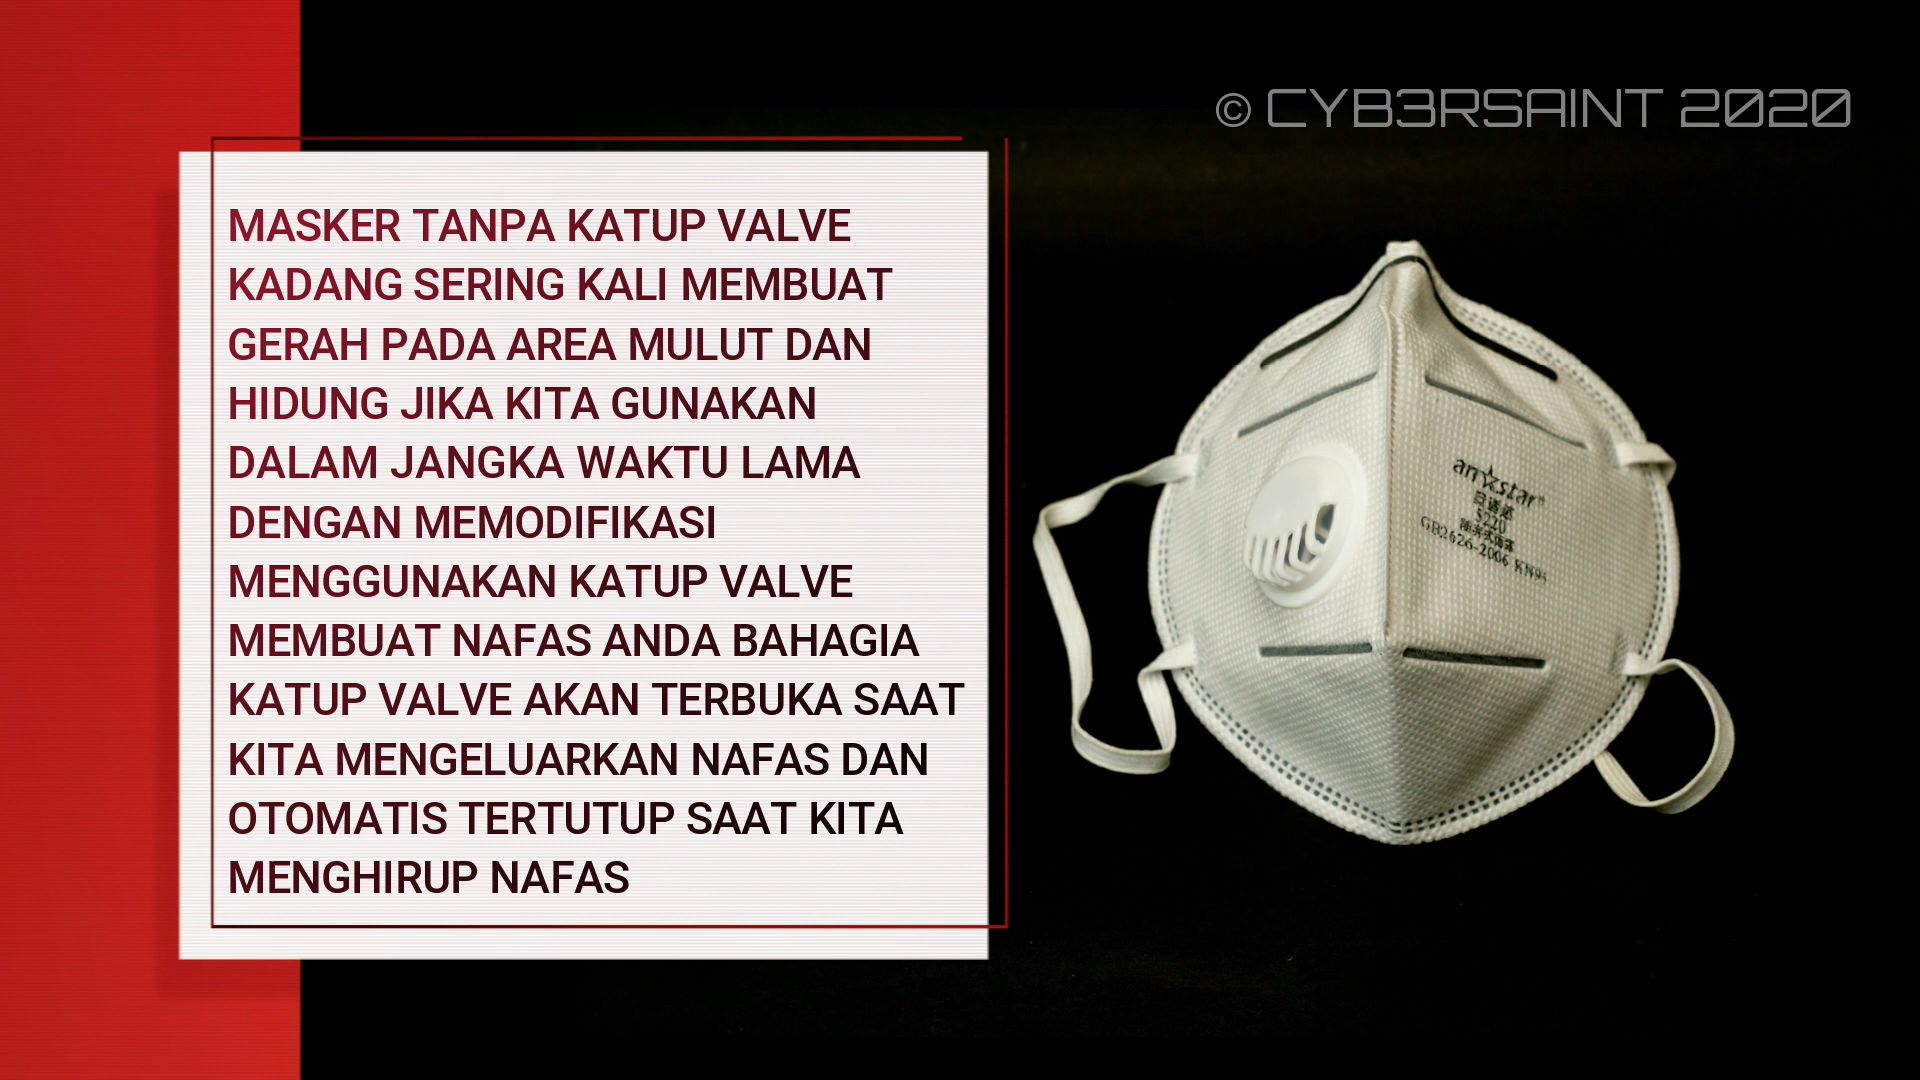 © CYB3RSAINT 2020
MASKER TANPA KATUP VALVE
KADANG SERING KALI MEMBUAT
GERAH PADA AREA MULUT DAN
HIDUNG JIKA KITA GUNAKAN
DALAM JANGKA WAKTU LAMA
DENGAN MEMODIFIKASI
MENGGUNAKAN KATUP VALVE
MEMBUAT NAFAS ANDA BAHAGIA
KATUP VALVE AKAN TERBUKA SAAT
KITA MENGELUARKAN NAFAS DAN
OTOMATIS TERTUTUP SAAT KITA
MENGHIRUP NAFAS
5220
GB2626-2006